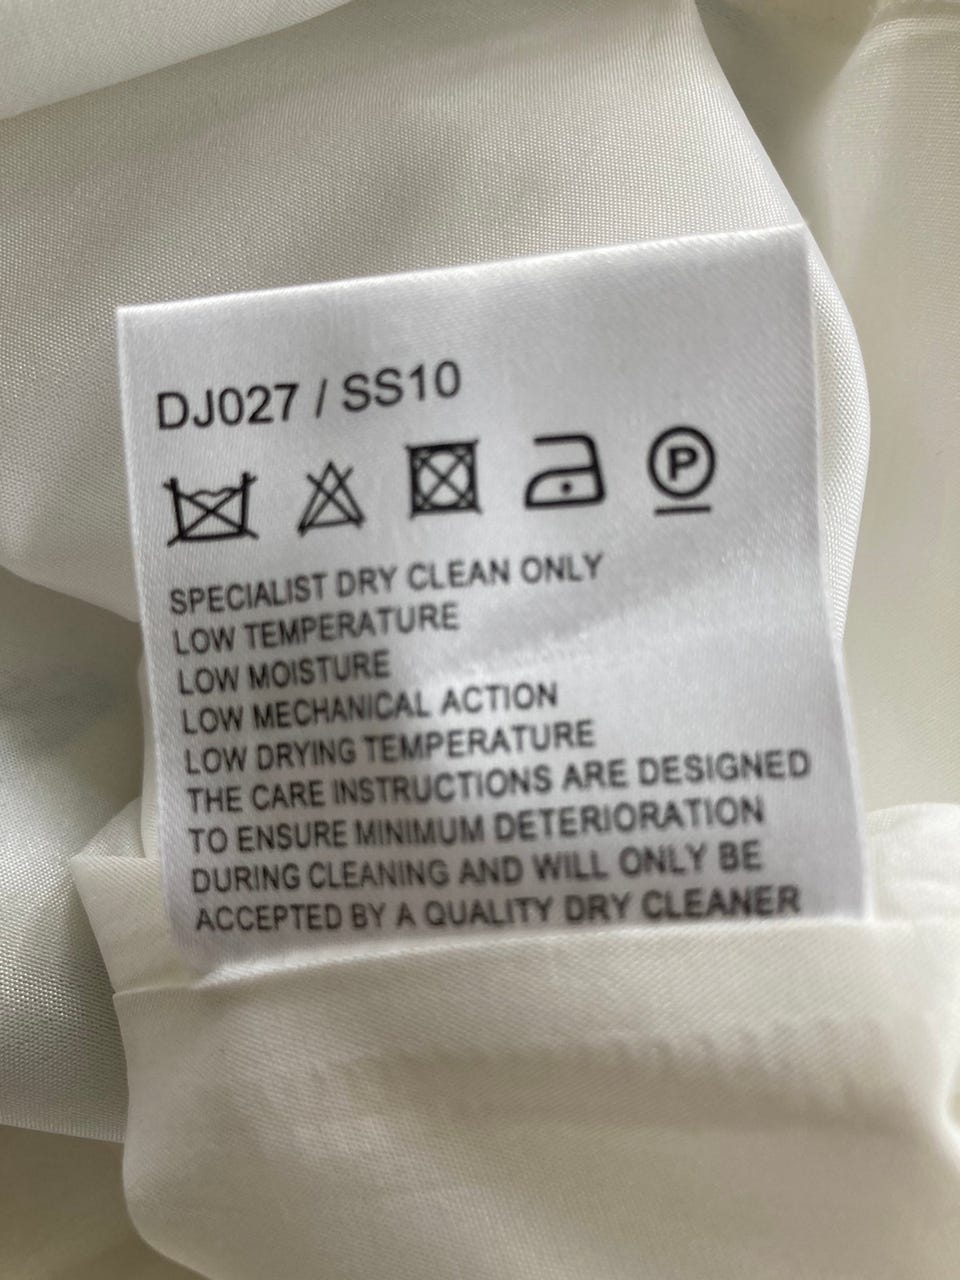 DJ027 / SS10
P
SPECIALIST DRY CLEAN ONLY
LOW TEMPERATURE
LOW MOISTURE
LOW MECHANICAL ACTION
LOW DRYING TEMPERATURE
THE CARE INSTRUCTIONS ARE DESIGNED
TO ENSURE MINIMUM DETERIORATION
DURING CLEANING AND WILL ONLY BE
ACCEPTED BY A QUALITY DRY CLEANER